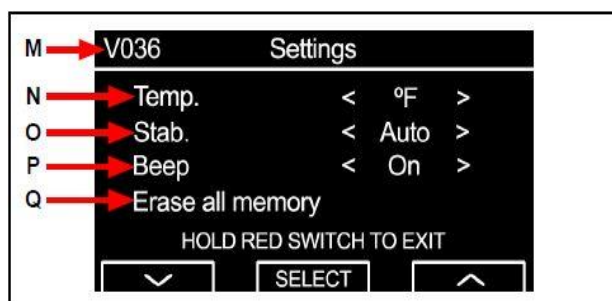 M V036 Settings
N Temp. < ºF >
O Stab. < Auto >
P Beep < On >
Q Erase all memory
HOLD RED SWITCH TO EXIT
SELECT